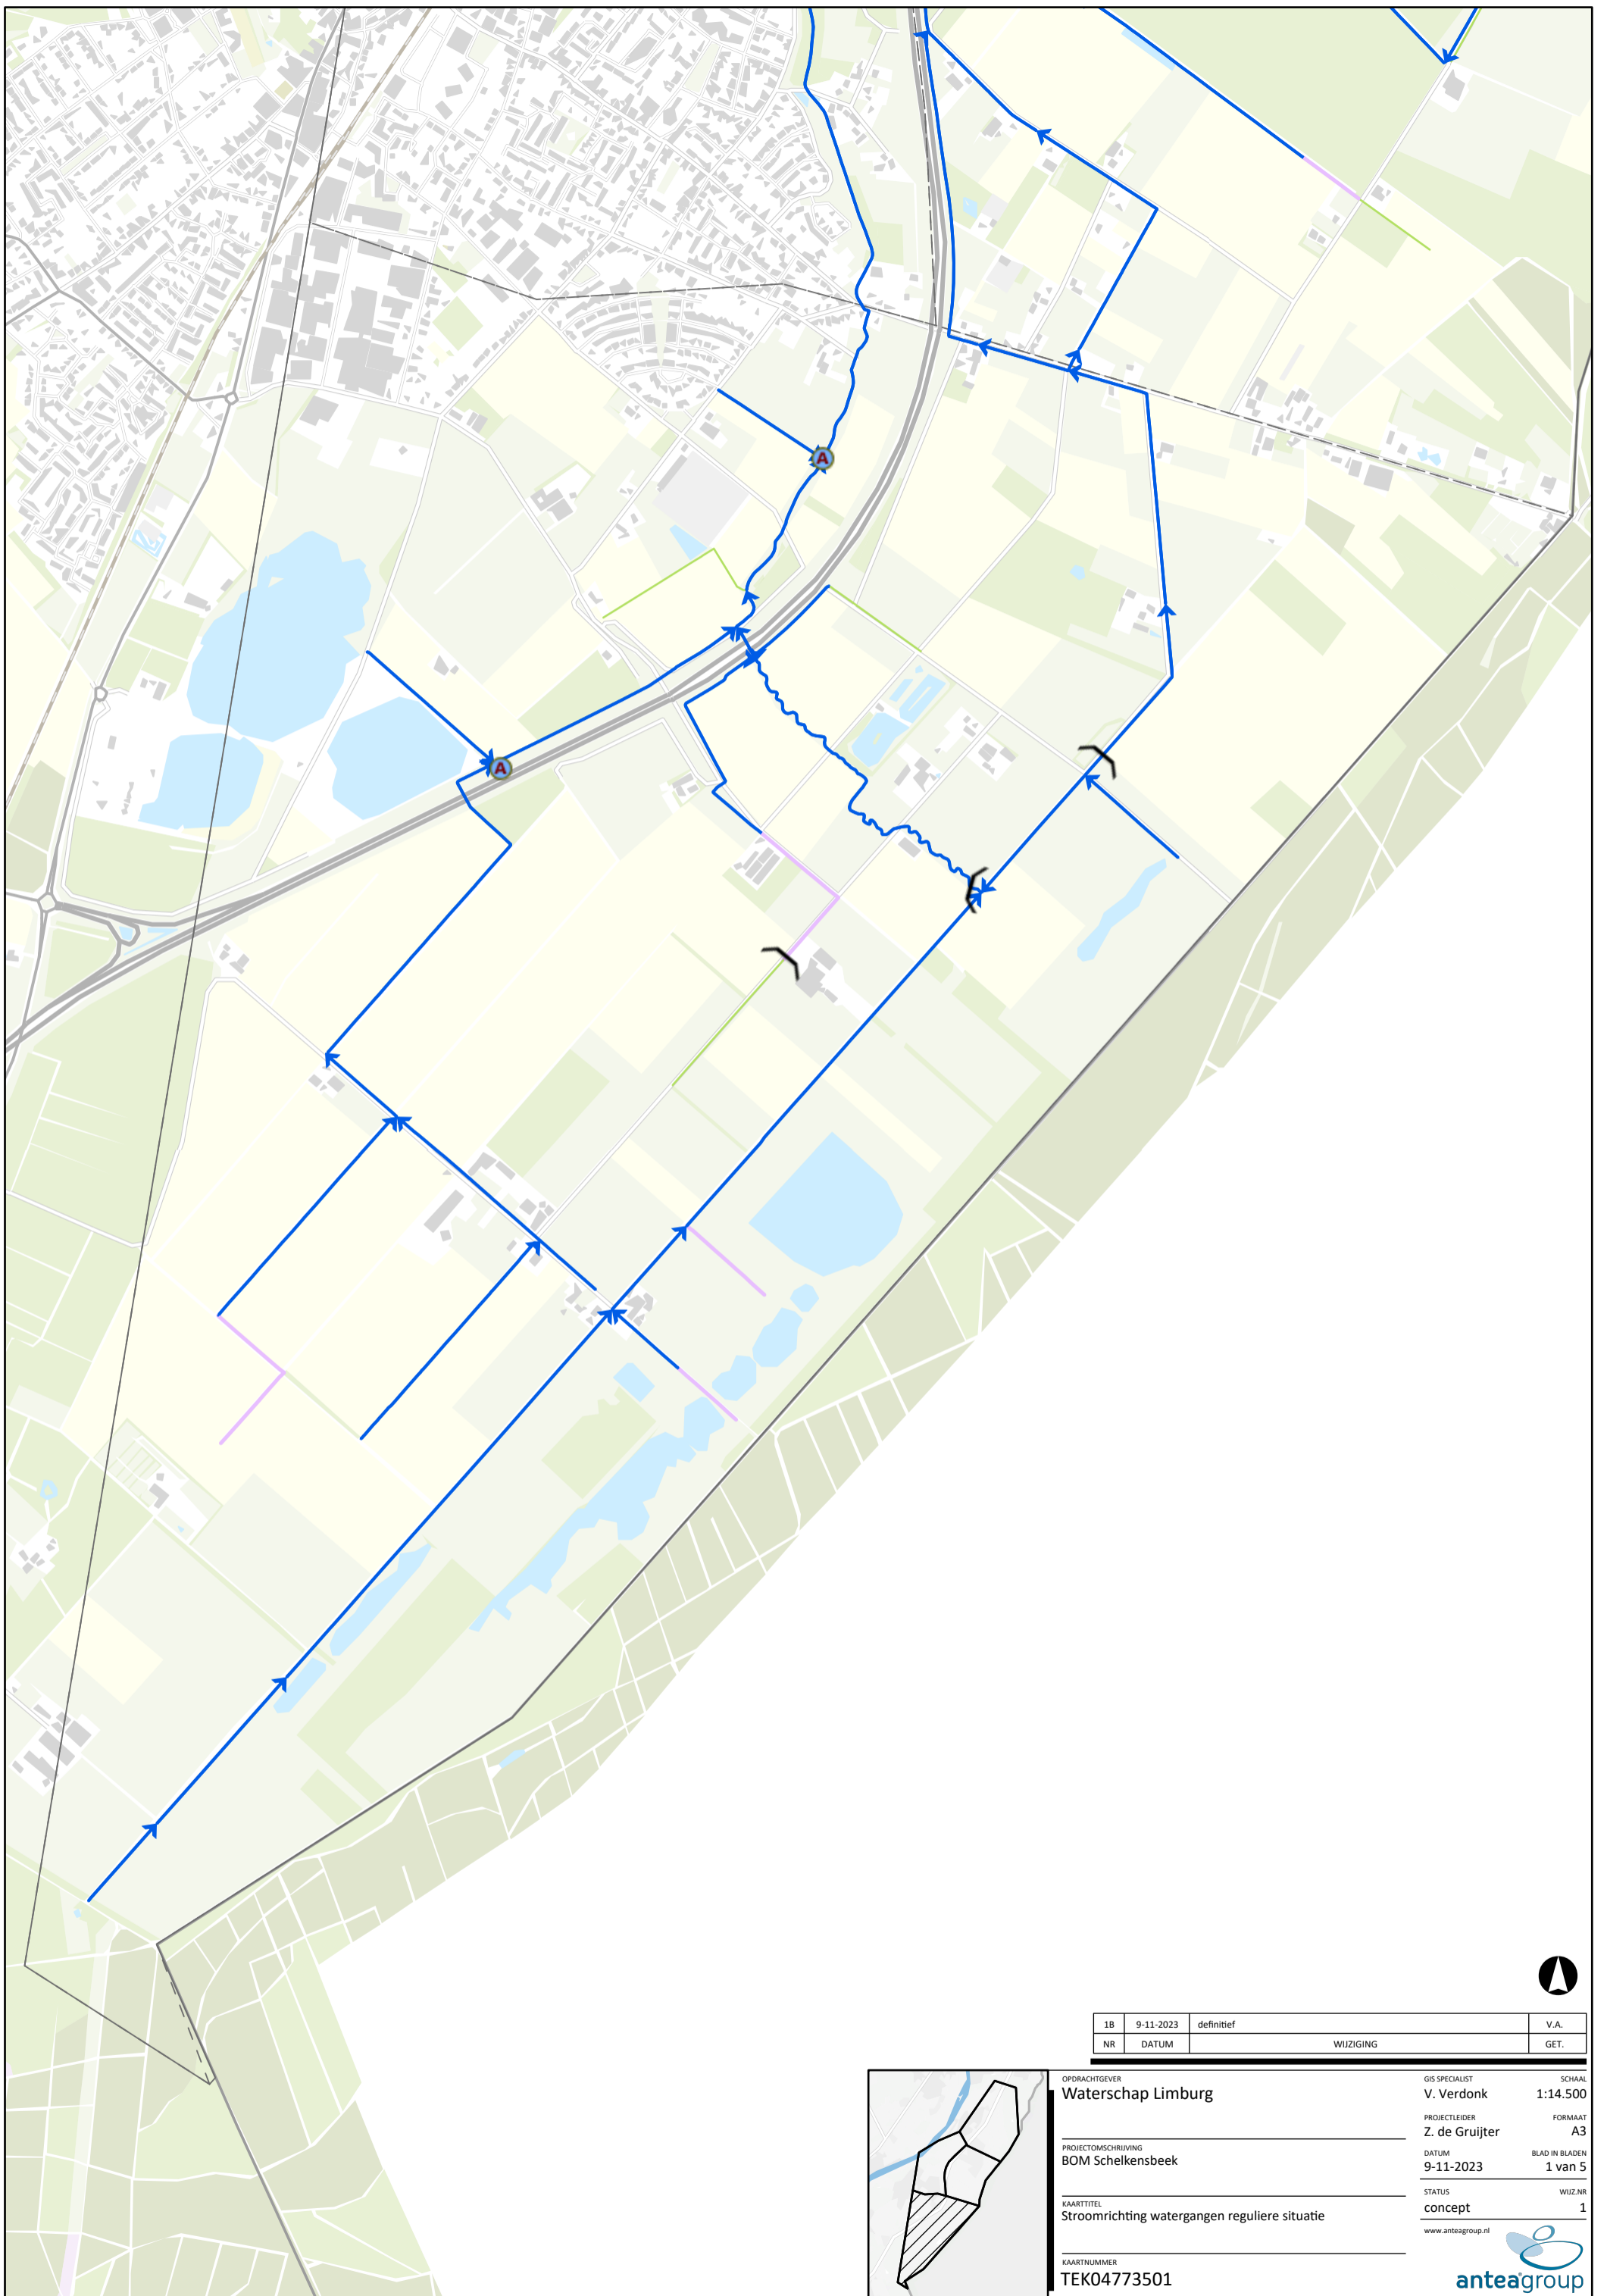 A
A
1B 9-11-2023 definitief V.A.
NR DATUM WIJZIGING GET.
OPDRACHTGEVER
Waterschap Limburg
PROJECTOMSCHRIJVING
BOM Schelkensbeek
KAARTTITEL
Stroomrichting watergangen reguliere situatie
KAARTNUMMER
TEK04773501
GIS SPECIALIST SCHAAL
V. Verdonk 1:14.500
PROJECTLEIDER FORMAAT
Z. de Gruijter A3
DATUM BLAD IN BLADEN
9-11-2023 1 van 5
STATUS WIJZ.NR
concept 1
www.anteagroup.nl
anteagroup